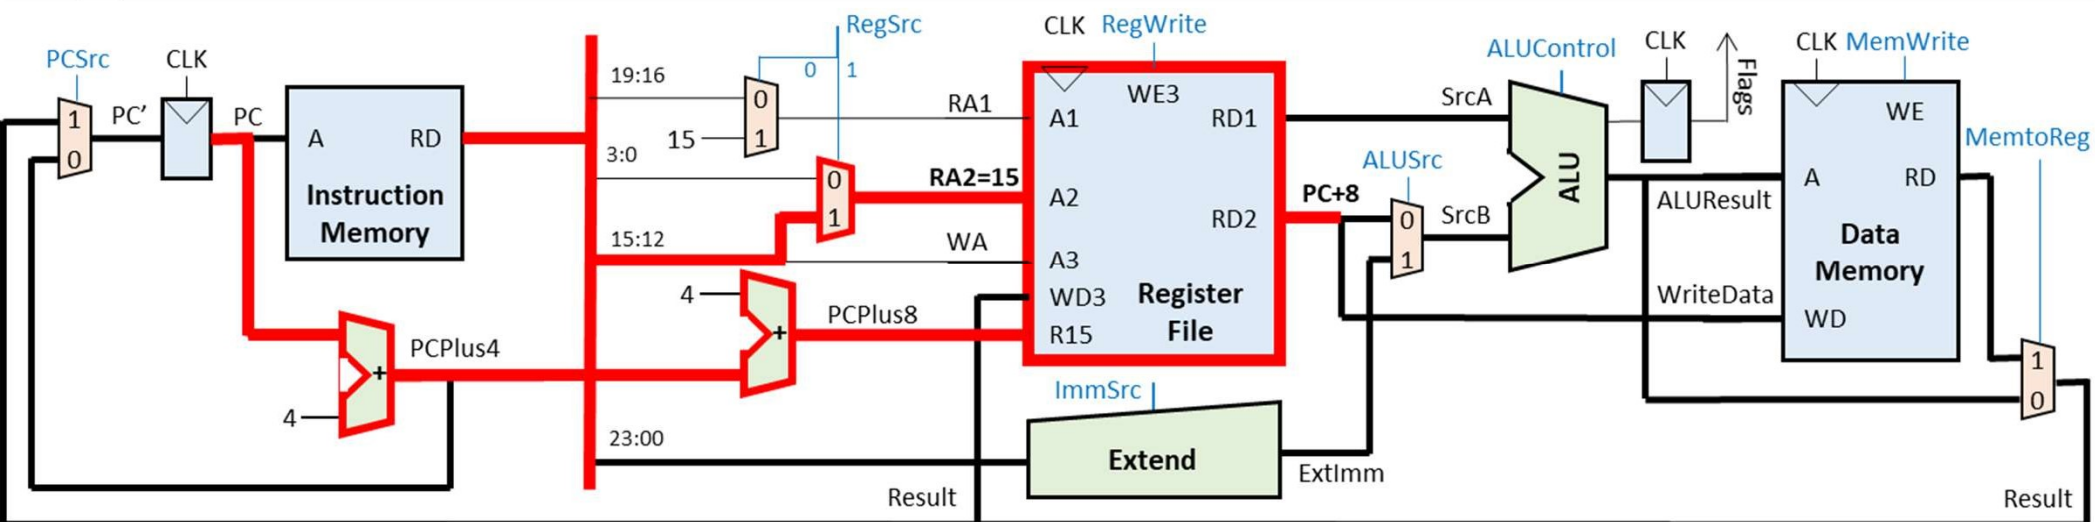 PCSrc
CLK
PC'
PC
1
0
A
RD
Instruction
Memory
PCPlus4
+
4
19:16
3:0
15:12
23:00
15
RegSrc
0
1
0
1
0
1
4
+
PCPlus8
RA1
RA2=15
WA
Result
CLK
RegWrite
WE3
A1
A2
A3
WD3
R15
RD1
RD2
Register
File
ImmSrc
Extend
ExtImm
PC+8
ALUSrc
0
1
SrcA
SrcB
ALUControl
ALU
CLK
Flags
ALUResult
WriteData
CLK
MemWrite
WE
A
RD
Data
Memory
WD
MemtoReg
1
0
Result